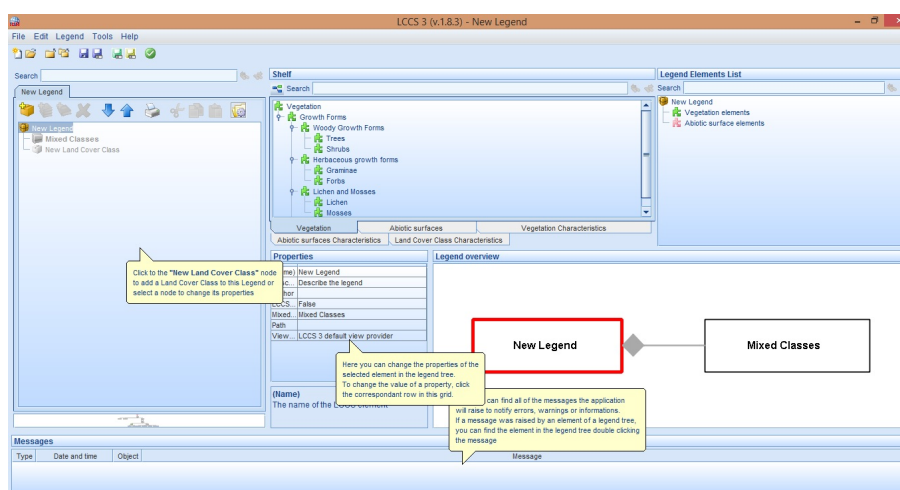 LCCS 3 (v.1.8.3) - New Legend
File Edit Legend Tools Help
Search
New Legend
New Legend
Mixed Classes
New Land Cover Class
Click to the "New Land Cover Class" node
to add a Land Cover Class to this Legend or
select a node to change its properties
Shelf
Search
Vegetation
Growth Forms
Woody Growth Forms
Trees
Shrubs
Herbaceous growth forms
Graminae
Forbs
Lichen and Mosses
Lichen
Mosses
Vegetation Abiotic surfaces Vegetation Characteristics
Abiotic surfaces Characteristics Land Cover Class Characteristics
Legend Elements List
Search
New Legend
Vegetation elements
Abiotic surface elements
Properties
New Legend
Describe the legend
LCCS... False
Mixed... Mixed Classes
Path
View... LCCS 3 default view provider
Here you can change the properties of the
selected element in the legend tree.
To change the value of a property, click
the correspondant row in this grid.
(Name)
The name of the LCCS element
Legend overview
New Legend
Mixed Classes
can find all of the messages the application
will raise to notify errors, warnings or informations.
If a message was raised by an element of a legend tree,
you can find the element in the legend tree double clicking
the message
Messages
Type Date and time Object Message